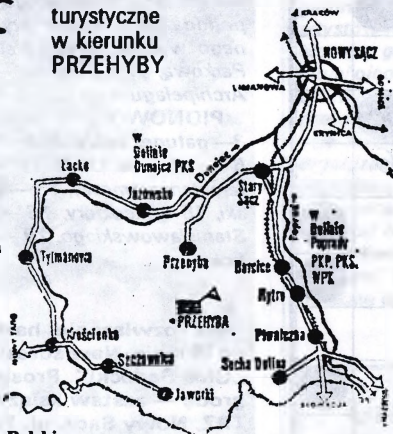 turystyczne
w kierunku
PRZEHYBY
KRAKÓW
NOWY SĄCZ
LIMANOWA
KRYNICA
Łącko
w
Dolinie
Dunajca PKS
Dunajec
Jazowsko
Stary
Sącz
Poprad
w
Dolinie
Popradu
PKP, PKS,
WPK
Tylmanowa
Przehyba
Barcice
Rytro
PRZEHYBA
Piwniczna
Krościenko
Szczawnica
Sucha Dolina
Jaworki